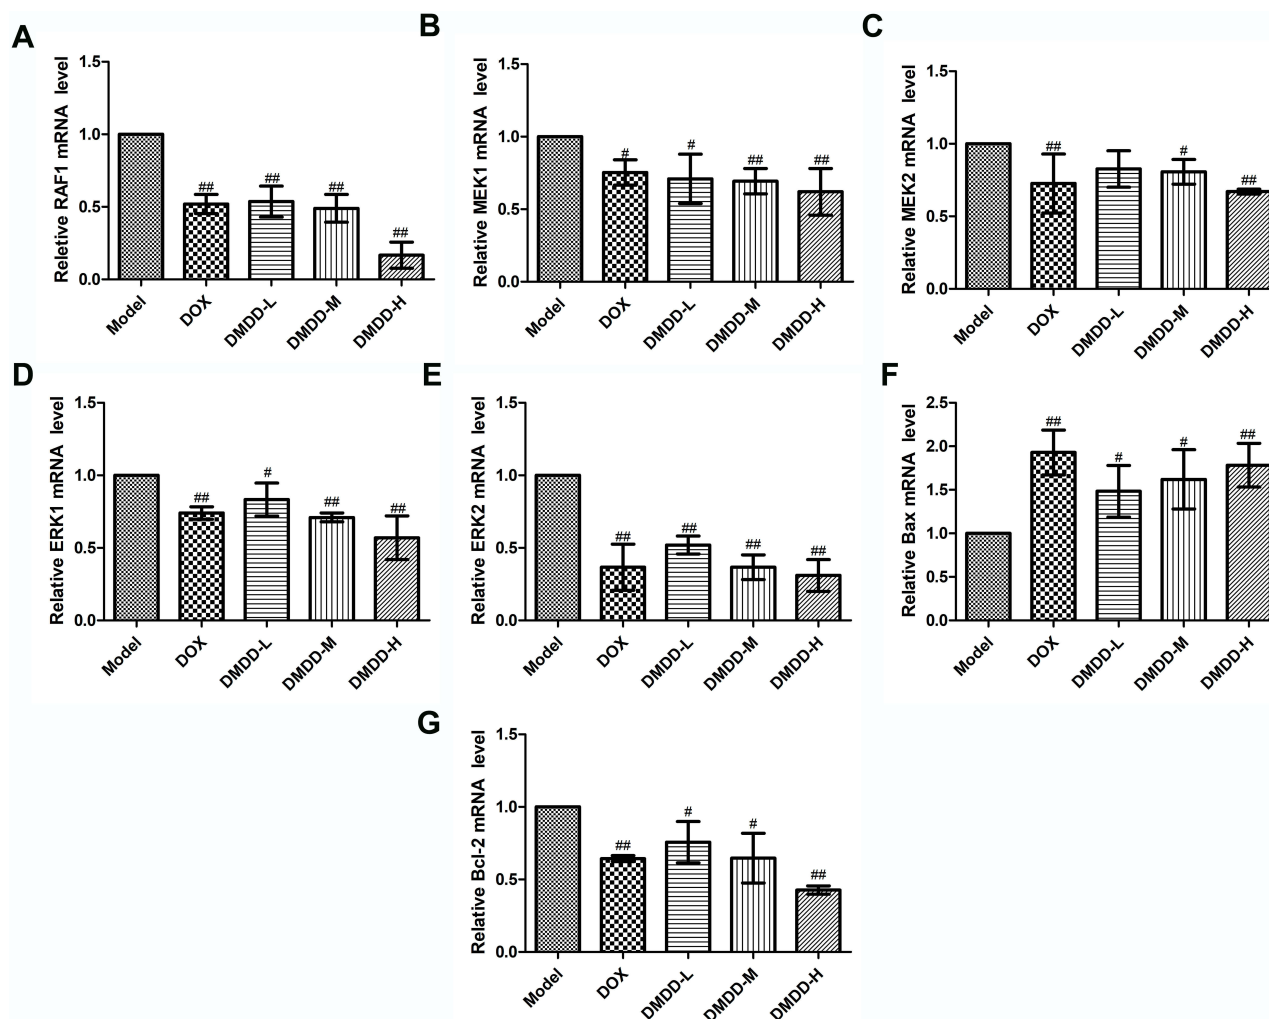 A
Reletive RAF1 mRNA level
1.5
1.0
0.5
0.0
##
##
##
##
Model
DOX
DMDD-L
DMDD-M
DMDD-H
B
Relative MEK1 mRNA level
1.5
1.0
0.5
0.0
#
#
##
##
Model
DOX
DMDD-L
DMDD-M
DMDD-H
C
Relative MEK2 mRNA level
1.5
1.0
0.5
0.0
##
#
##
Model
DOX
DMDD-L
DMDD-M
DMDD-H
D
Relative ERK1 mRNA level
1.5
1.0
0.5
0.0
##
#
##
##
Model
DOX
DMDD-L
DMDD-M
DMDD-H
E
Relative ERK2 mRNA level
1.5
1.0
0.5
0.0
##
##
##
##
Model
DOX
DMDD-L
DMDD-M
DMDD-H
F
Relative Bax mRNA level
2.5
2.0
1.5
1.0
0.5
0.0
##
#
#
##
Model
DOX
DMDD-L
DMDD-M
DMDD-H
G
Relative Bcl-2 mRNA level
1.5
1.0
0.5
0.0
##
#
#
##
Model
DOX
DMDD-L
DMDD-M
DMDD-H